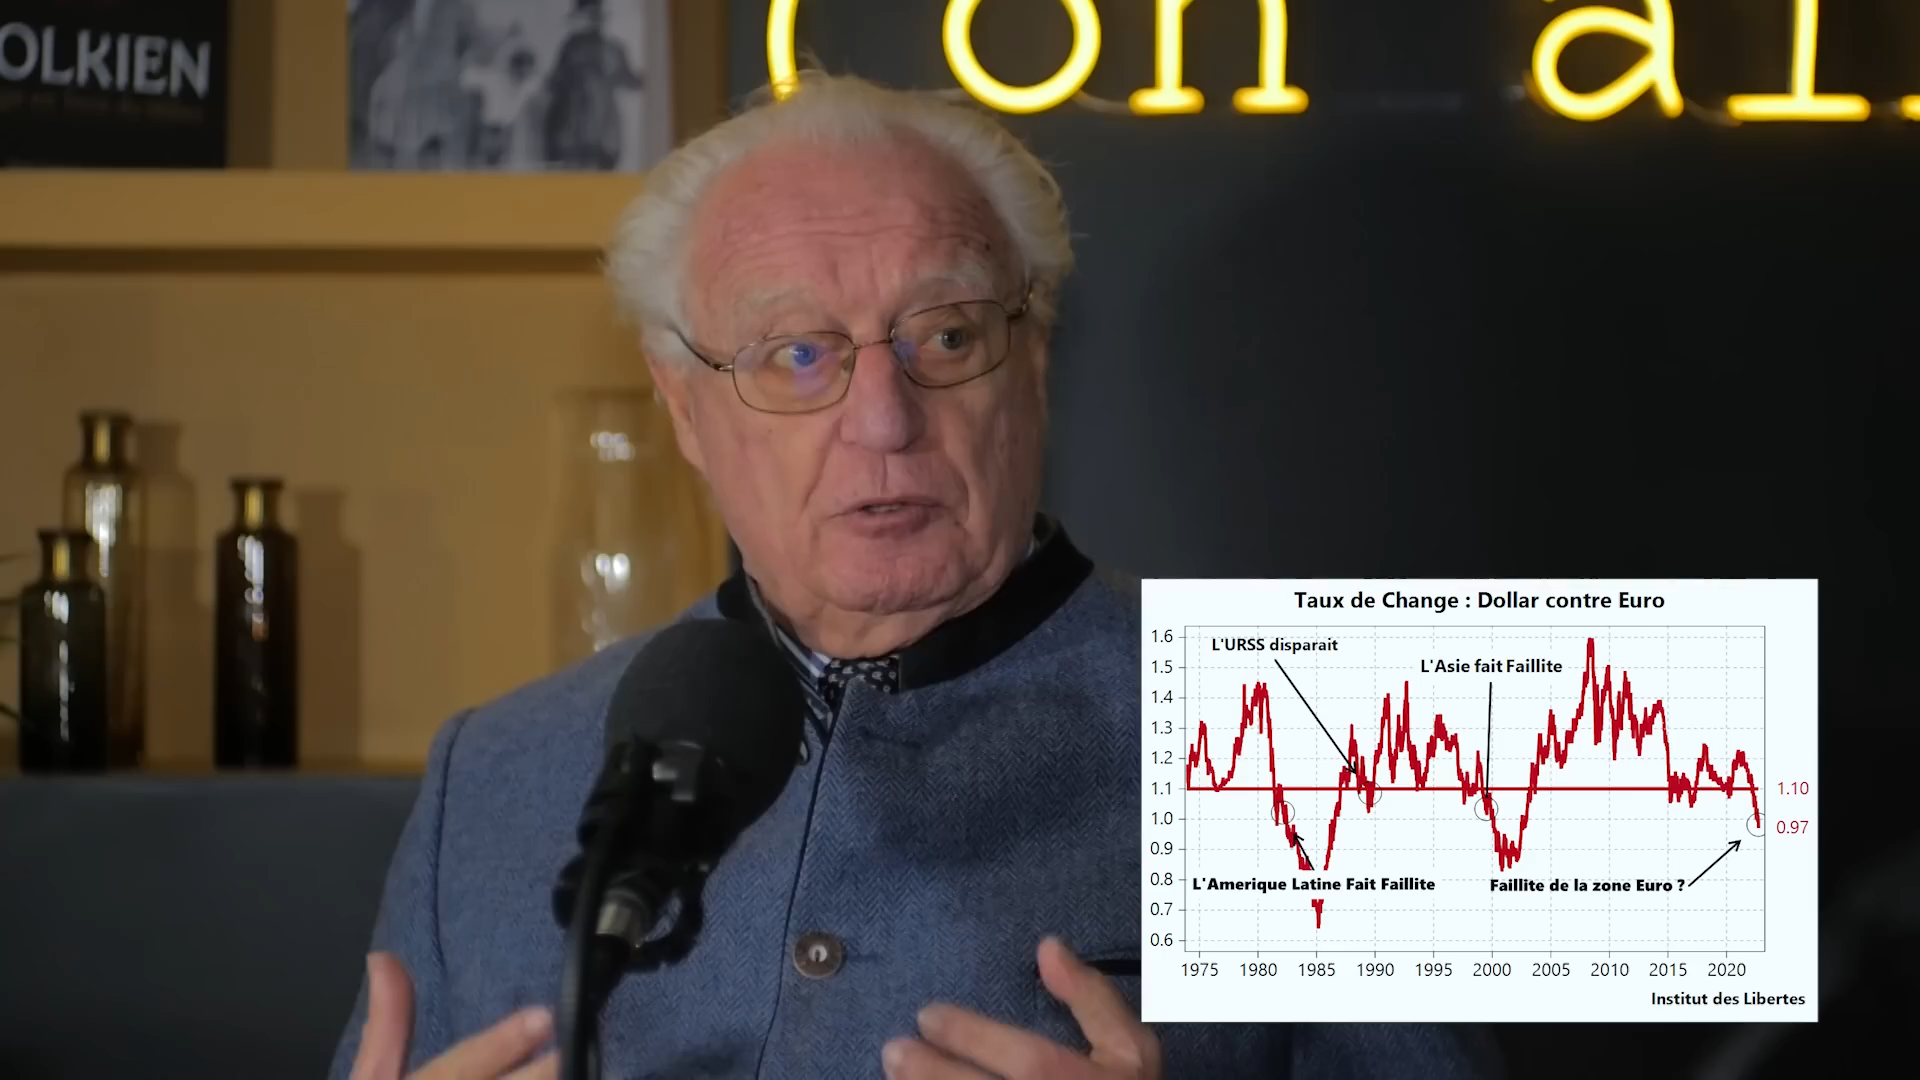 OLKIEN
on al
Taux de Change : Dollar contre Euro
L'URSS disparait
L'Asie fait Faillite
L'Amerique Latine Fait Faillite
Faillite de la zone Euro ?
1.6
1.5
1.4
1.3
1.2
1.1
1.0
0.9
0.8
0.7
0.6
1.10
0.97
1975 1980 1985 1990 1995 2000 2005 2010 2015 2020
Institut des Libertes